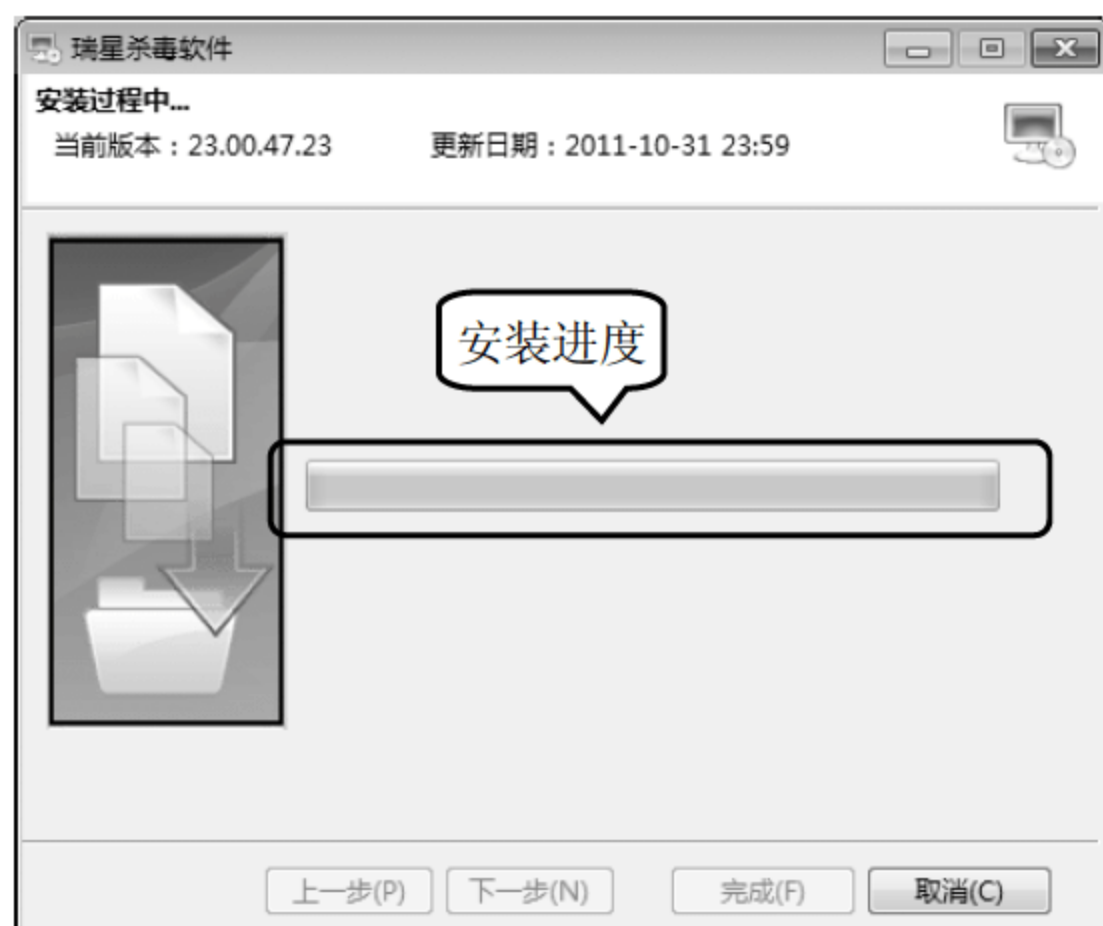 瑞星杀毒软件
安装过程中...
当前版本：23.00.47.23 更新日期：2011-10-31 23:59
安装进度
上一步(P) 下一步(N) 完成(F) 取消(C)